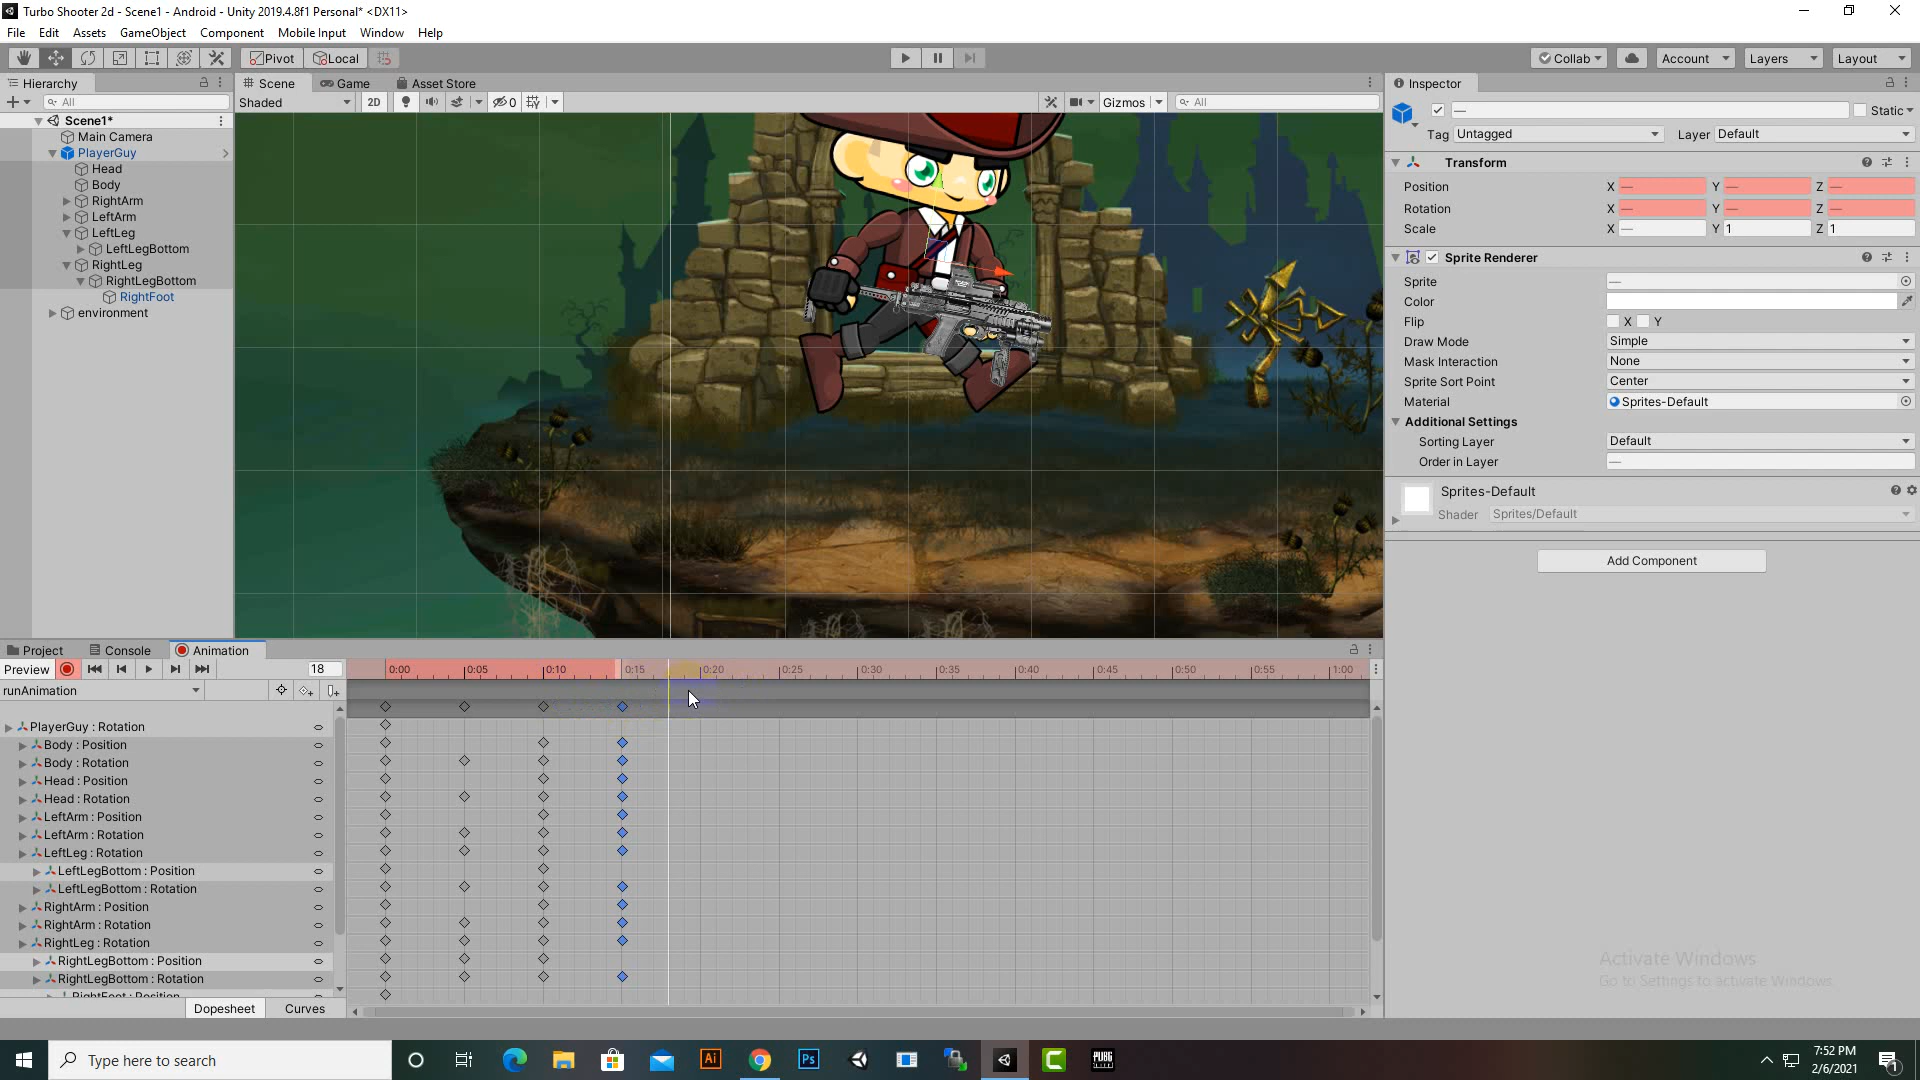 Turbo Shooter 2d - Scene1 - Android - Unity 2019.4.8f1 Personal* <DX11>
File Edit Assets GameObject Component Mobile Input Window Help
Pivot Local Collab Account Layers Layout
Hierarchy Scene Game Asset Store Inspector
All Shaded 2D 0 Gizmos All Static
Scene1*
Main Camera
PlayerGuy
Head
Body
RightArm
LeftArm
LeftLeg
LeftLegBottom
RightLeg
RightLegBottom
RightFoot
environment
Tag Untagged Layer Default
Transform
Position X — Y — Z —
Rotation X — Y — Z —
Scale X — Y 1 Z 1
Sprite Renderer
Sprite —
Color
Flip X Y
Draw Mode Simple
Mask Interaction None
Sprite Sort Point Center
Material Sprites-Default
Additional Settings
Sorting Layer Default
Order in Layer —
Sprites-Default
Shader Sprites/Default
Add Component
Activate Windows
Go to Settings to activate Windows.
Project Console Animation
Preview 18 0:00 0:05 0:10 0:15 0:20 0:25 0:30 0:35 0:40 0:45 0:50 0:55 1:00
runAnimation
PlayerGuy : Rotation
Body : Position
Body : Rotation
Head : Position
Head : Rotation
LeftArm : Position
LeftArm : Rotation
LeftLeg : Rotation
LeftLegBottom : Position
LeftLegBottom : Rotation
RightArm : Position
RightArm : Rotation
RightLeg : Rotation
RightLegBottom : Position
RightLegBottom : Rotation
RightFoot : Position
Dopesheet Curves
Type here to search
Ai Ps PUBG
7:52 PM
2/6/2021
1